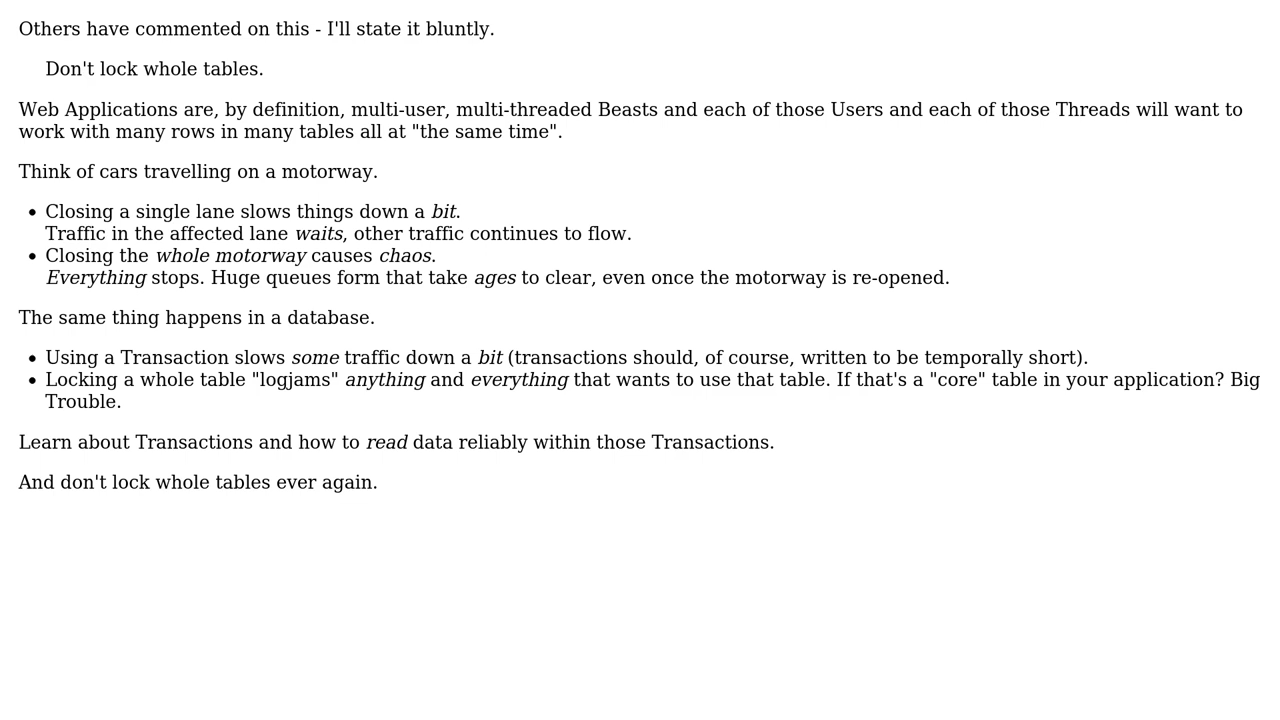 Others have commented on this - I'll state it bluntly.
Don't lock whole tables.
Web Applications are, by definition, multi-user, multi-threaded Beasts and each of those Users and each of those Threads will want to
work with many rows in many tables all at "the same time".
Think of cars travelling on a motorway.
• Closing a single lane slows things down a bit.
Traffic in the affected lane waits, other traffic continues to flow.
• Closing the whole motorway causes chaos.
Everything stops. Huge queues form that take ages to clear, even once the motorway is re-opened.
The same thing happens in a database.
• Using a Transaction slows some traffic down a bit (transactions should, of course, written to be temporally short).
• Locking a whole table "logjams" anything and everything that wants to use that table. If that's a "core" table in your application? Big
Trouble.
Learn about Transactions and how to read data reliably within those Transactions.
And don't lock whole tables ever again.